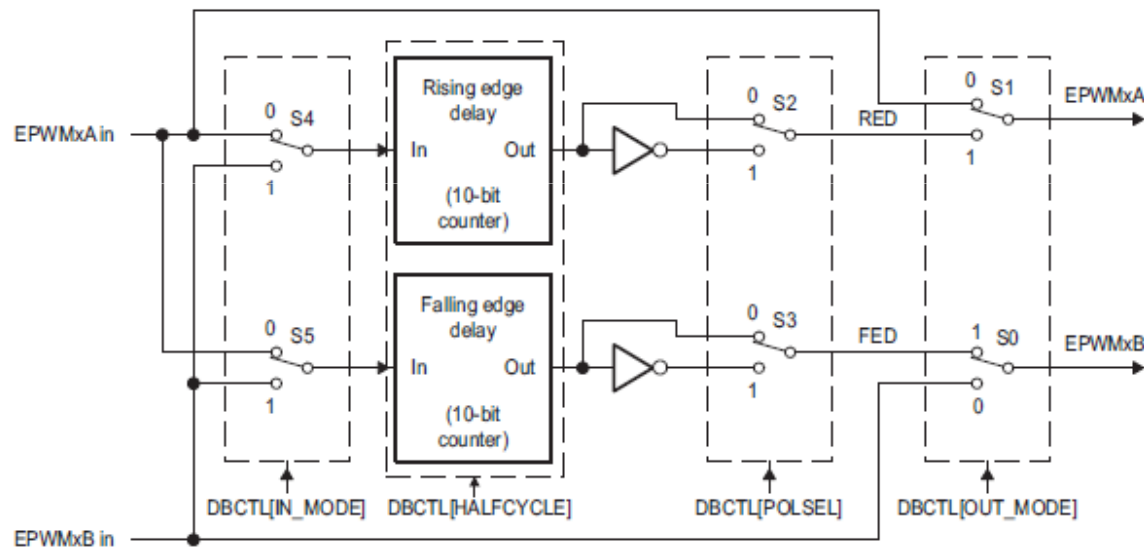 0
S4
EPWMxA in
1
Rising edge
delay
In Out
(10-bit
counter)
0
S2
1
RED
0
S1
EPWMxA
1
0
S5
1
Falling edge
delay
In Out
(10-bit
counter)
0
S3
1
FED
1
S0
EPWMxB
0
DBCTL[IN_MODE] DBCTL[HALFCYCLE] DBCTL[POLSEL] DBCTL[OUT_MODE]
EPWMxB in